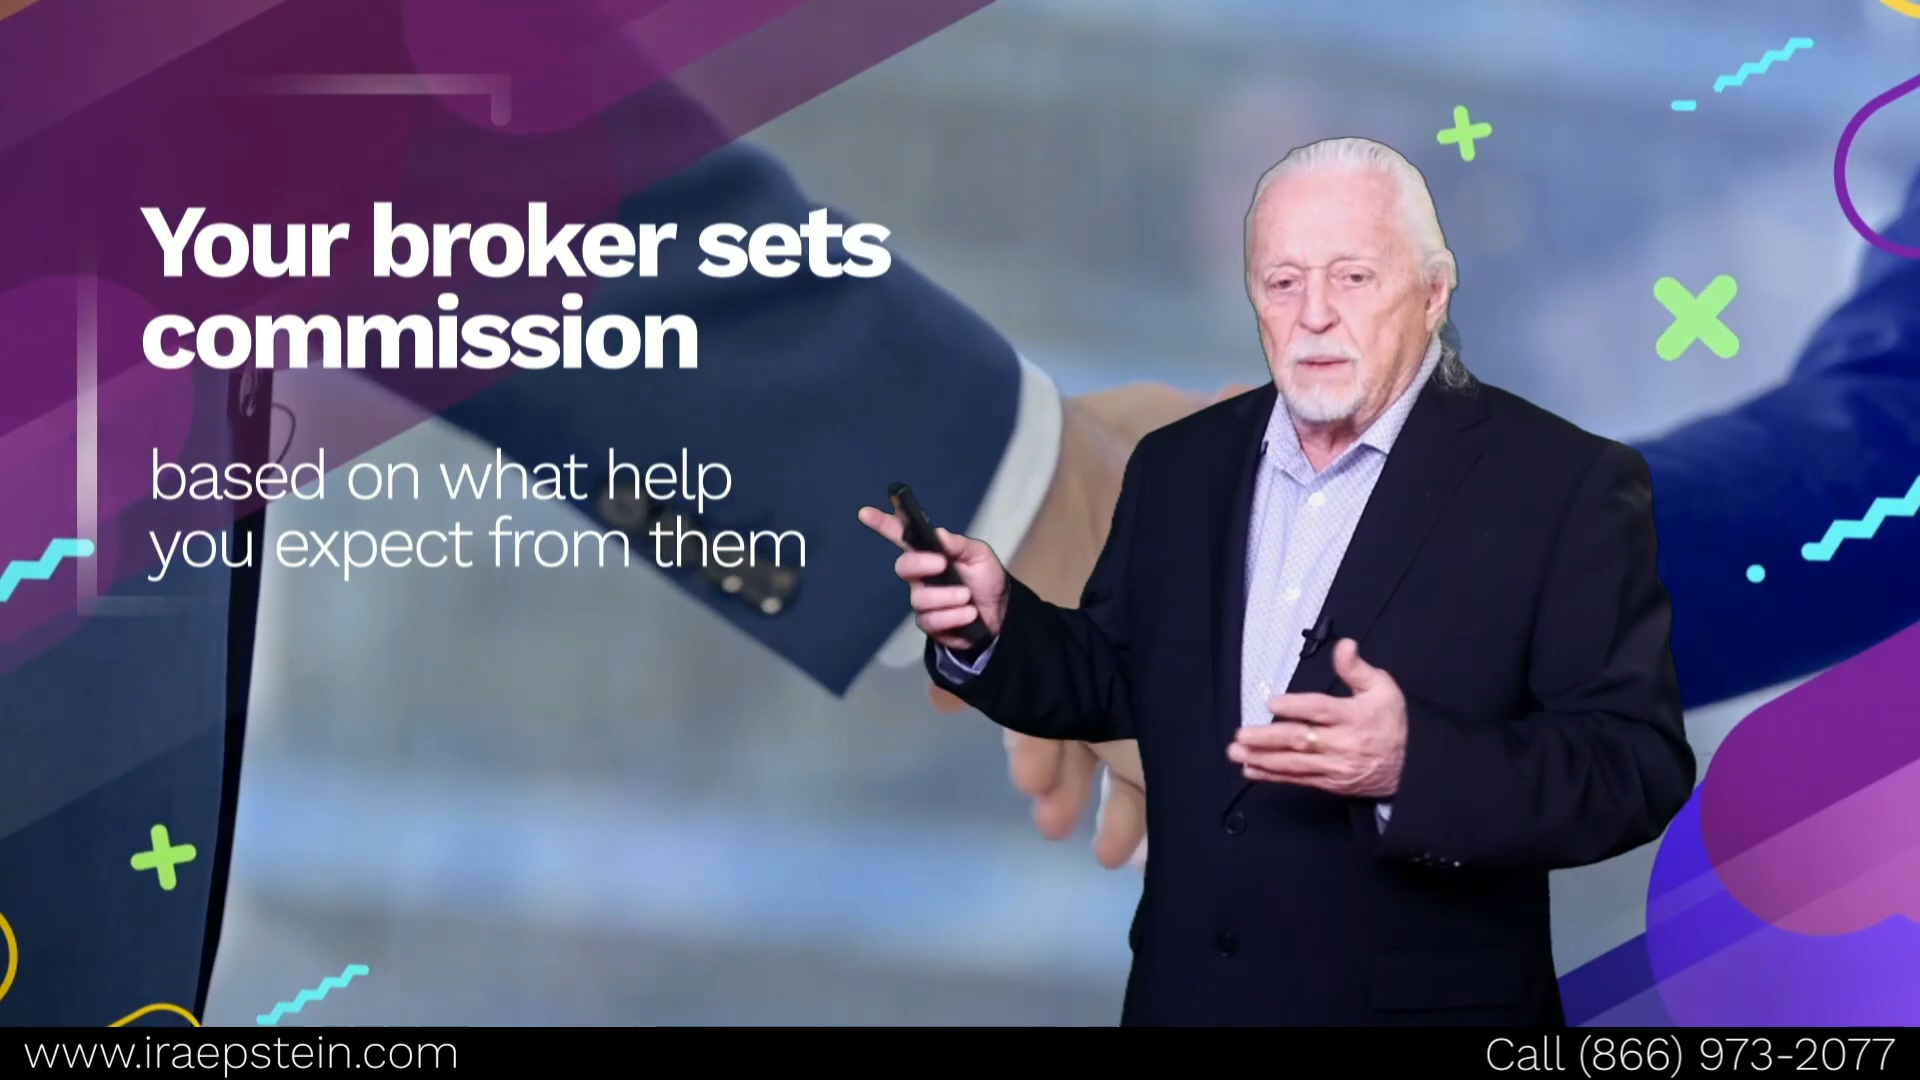 Your broker sets
commission
based on what help
you expect from them
www.iraepstein.com
Call (866) 973-2077